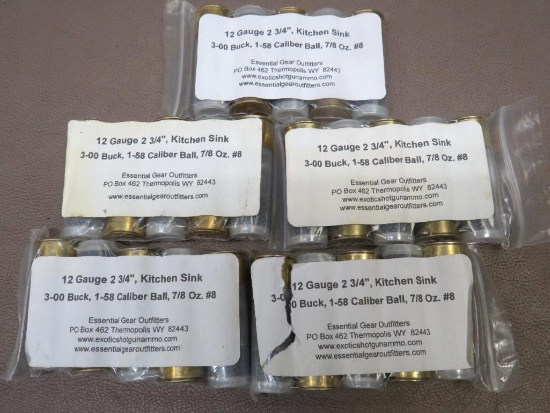 12 Gauge 2 3/4", Kitchen Sink
3-00 Buck, 1-58 Caliber Ball, 7/8 Oz. #8
Essential Gear Outfitters
PO Box 462 Thermopolis WY 82443
www.exoticshotgunammo.com
www.essentialgearoutfitters.com
12 Gauge 2 3/4", Kitchen Sink
3-00 Buck, 1-58 Caliber Ball, 7/8 Oz. #8
Essential Gear Outfitters
PO Box 462 Thermopolis WY 82443
www.essentialgearoutfitters.com
12 Gauge 2 3/4", Kitchen Sink
3-00 Buck, 1-58 Caliber Ball, 7/8 Oz. #8
Essential Gear Outfitters
PO Box 462 Thermopolis WY 82443
www.essentialgearoutfitters.com
12 Gauge 2 3/4", Kitchen Sink
3-00 Buck, 1-58 Caliber Ball, 7/8 Oz. #8
Essential Gear Outfitters
PO Box 462 Thermopolis WY 82443
www.exoticshotgunammo.com
www.essentialgearoutfitters.com
12 Gauge 2 3/4", Kitchen Sink
3-00 Buck, 1-58 Caliber Ball, 7/8 Oz. #8
Essential Gear Outfitters
PO Box 462 Thermopolis WY 82443
www.exoticshotgunammo.com
www.essentialgearoutfitters.com